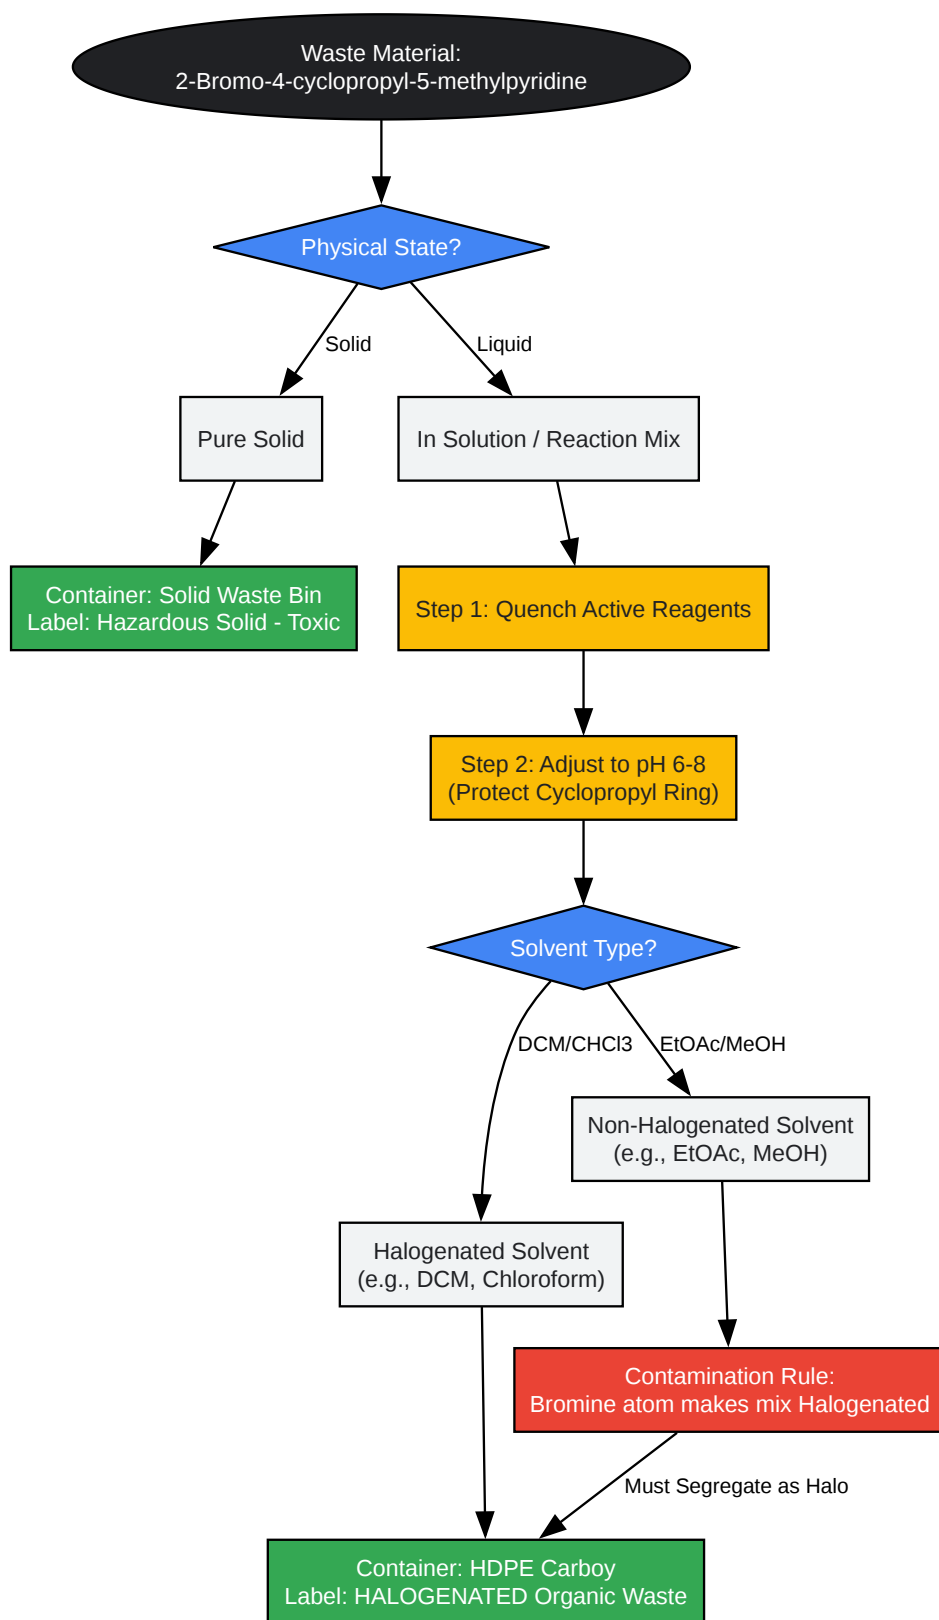 Waste Material:
2-Bromo-4-cyclopropyl-5-methylpyridine
Physical State?
Solid
Liquid
Pure Solid
In Solution / Reaction Mix
Container: Solid Waste Bin
Label: Hazardous Solid - Toxic
Step 1: Quench Active Reagents
Step 2: Adjust to pH 6-8
(Protect Cyclopropyl Ring)
Solvent Type?
DCM/CHCl3
EtOAc/MeOH
Non-Halogenated Solvent
(e.g., EtOAc, MeOH)
Halogenated Solvent
(e.g., DCM, Chloroform)
Contamination Rule:
Bromine atom makes mix Halogenated
Must Segregate as Halo
Container: HDPE Carboy
Label: HALOGENATED Organic Waste